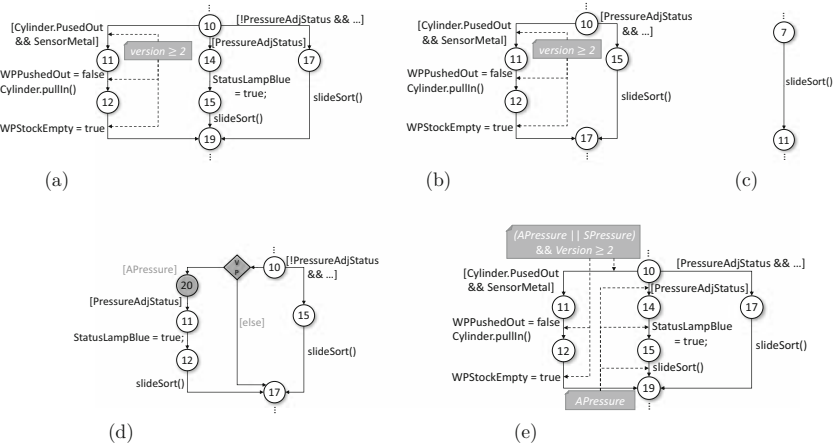 [Cylinder.PusedOut
&& SensorMetal]
10
[!PressureAdjStatus && ...]
version ≥ 2
[PressureAdjStatus]
11
14
17
WPPushedOut = false
Cylinder.pullIn()
StatusLampBlue
= true;
12
15
slideSort()
slideSort()
WPStockEmpty = true
19
(a)
[Cylinder.PusedOut
&& SensorMetal]
10
[PressureAdjStatus
&& ...]
version ≥ 2
11
15
WPPushedOut = false
Cylinder.pullIn()
12
slideSort()
WPStockEmpty = true
17
(b)
7
slideSort()
11
(c)
[APressure]
V
P
10
[!PressureAdjStatus
&& ...]
20
[PressureAdjStatus]
11
[else]
15
StatusLampBlue = true;
12
slideSort()
slideSort()
17
(d)
(APressure || SPressure)
&& Version ≥ 2
[Cylinder.PusedOut
&& SensorMetal]
10
[PressureAdjStatus && ...]
[PressureAdjStatus]
11
14
17
WPPushedOut = false
Cylinder.pullIn()
StatusLampBlue
= true;
12
15
slideSort()
slideSort()
WPStockEmpty = true
19
APressure
(e)